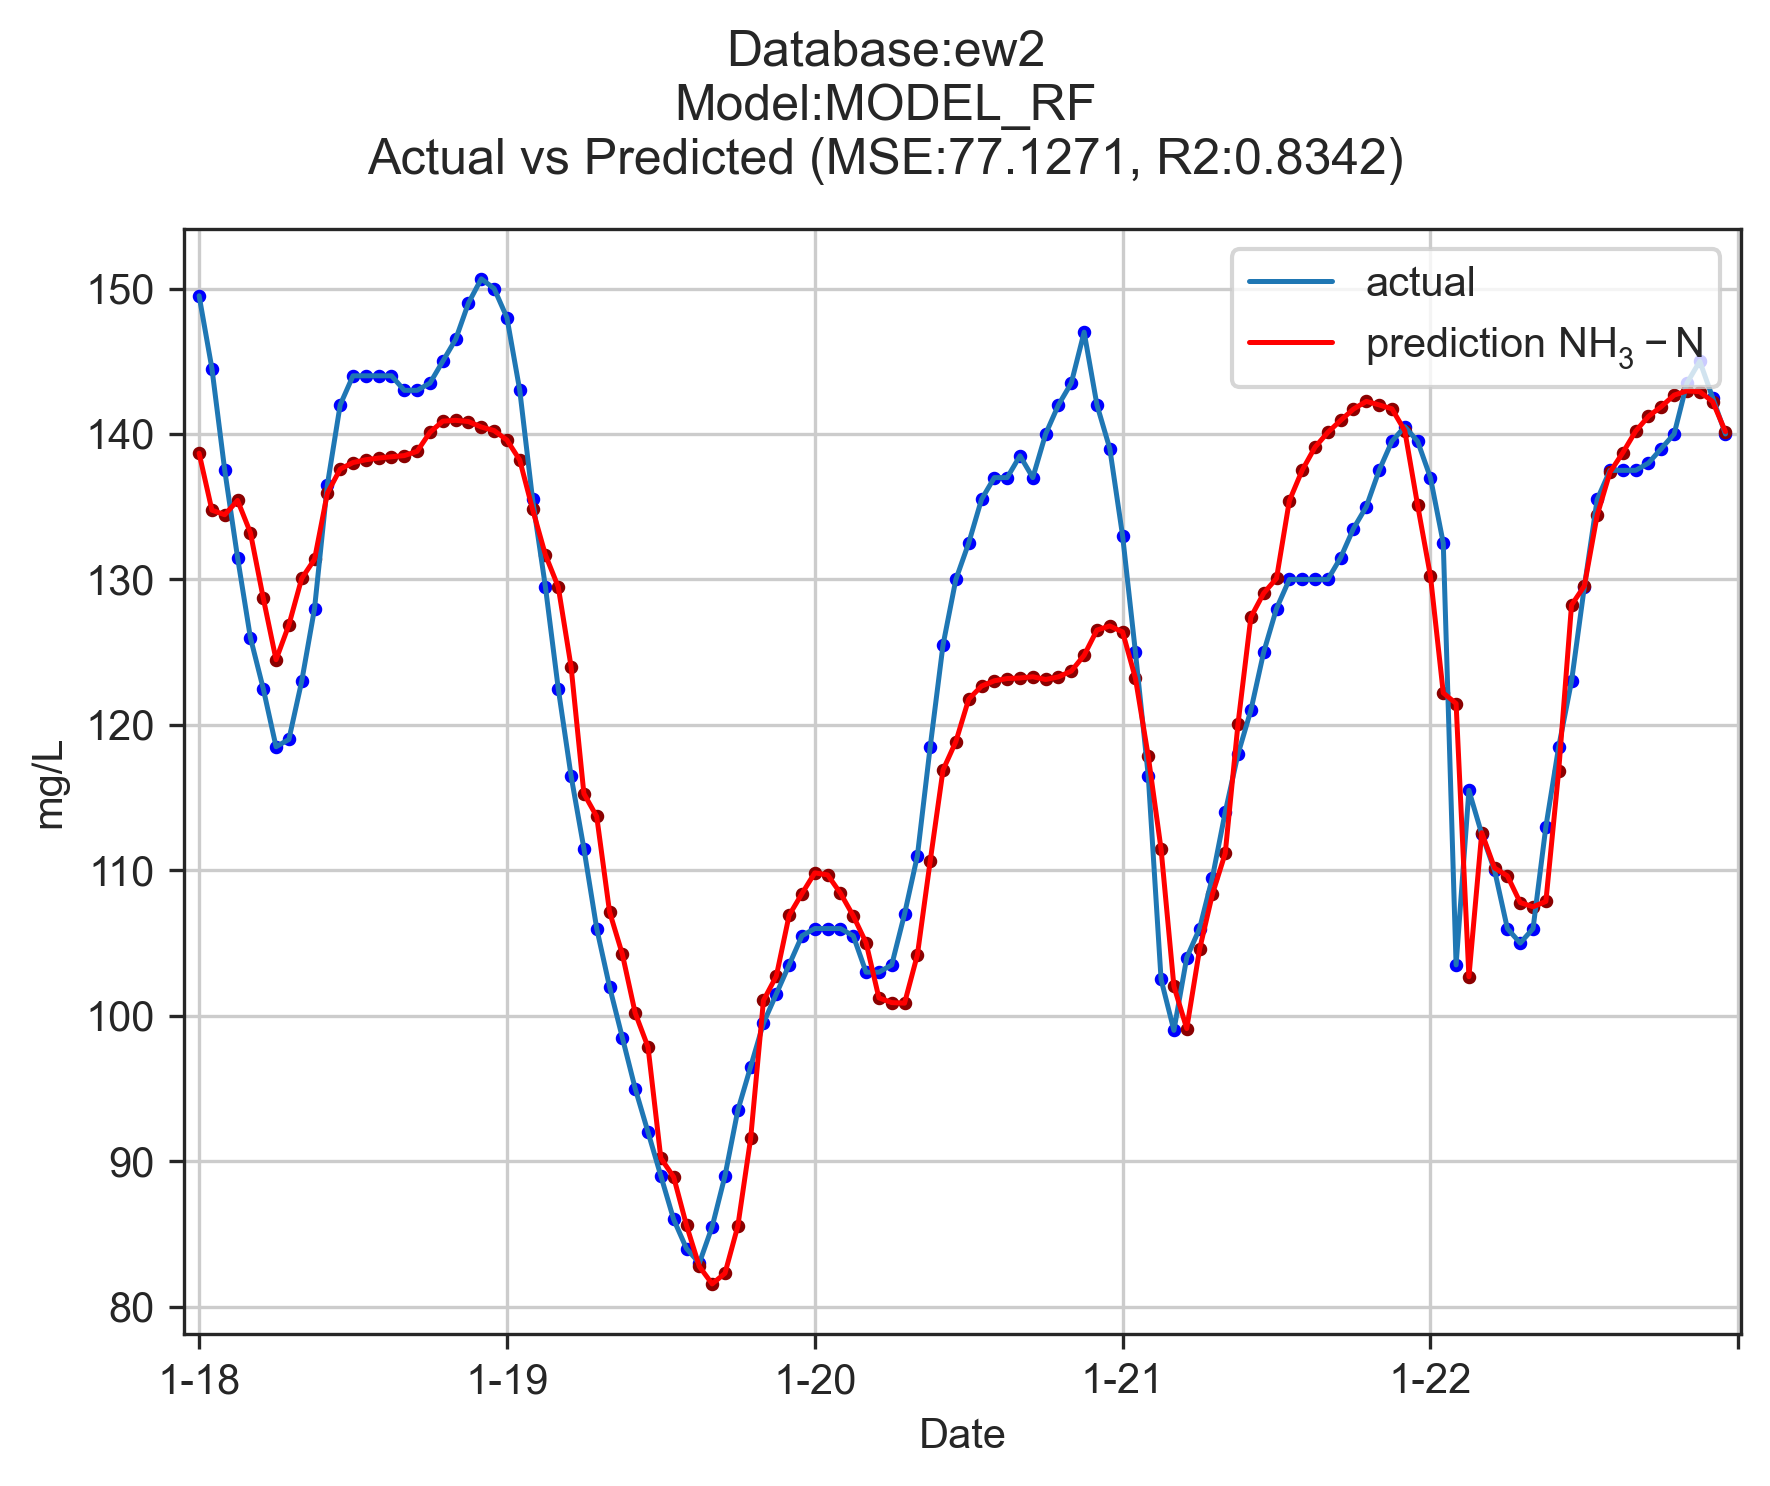 Database:ew2
Model:MODEL_RF
Actual vs Predicted (MSE:77.1271, R2:0.8342)
actual
prediction NH₃ − N
150
140
130
120
110
100
90
80
mg/L
1-18 1-19 1-20 1-21 1-22
Date